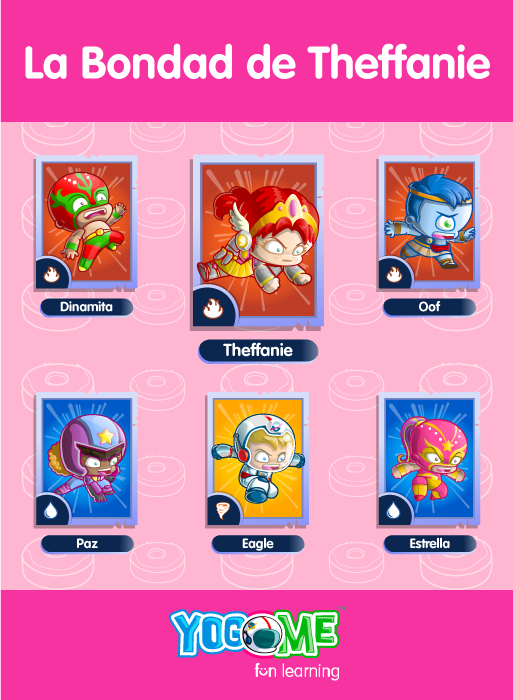 La Bondad de Theffanie
Dinamita
Theffanie
Oof
Paz
Eagle
Estrella
YOGOME
fun learning